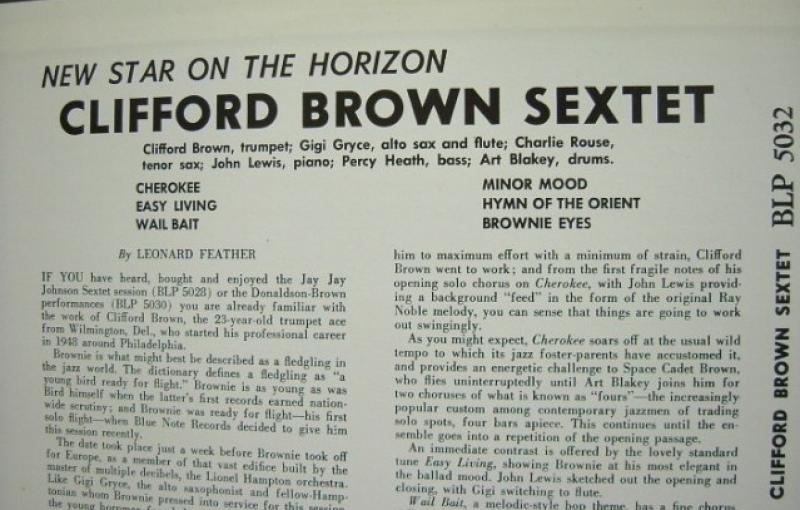 NEW STAR ON THE HORIZON
CLIFFORD BROWN SEXTET
Clifford Brown, trumpet; Gigi Gryce, alto sax and flute; Charlie Rouse,
tenor sax; John Lewis, piano; Percy Heath, bass; Art Blakey, drums.
CHEROKEE
EASY LIVING
WAIL BAIT
MINOR MOOD
HYMN OF THE ORIENT
BROWNIE EYES
By LEONARD FEATHER
IF YOU have heard, bought and enjoyed the Jay Jay
Johnson Sextet session (BLP 5028) or the Donaldson-Brown
performances (BLP 5030) you are already familiar with
the work of Clifford Brown, the 23-year-old trumpet ace
from Wilmington, Del., who started his professional career
in 1948 around Philadelphia.
Brownie is what might best be described as a fledgling in
the jazz world. The dictionary defines a fledgling as "a
young bird ready for flight." Brownie is as young as was
Bird himself when the latter's first records earned nation-
wide scrutiny; and Brownie was ready for flight—his first
solo flight—when Blue Note Records decided to give him
this session recently.
The date took place just a week before Brownie took off
for Europe, as a member of that vast edifice built by the
master of multiple decibels, the Lionel Hampton orchestra.
Like Gigi Gryce, the alto saxophonist and fellow-Hamp-
tonian whom Brownie pressed into service for this session
the young hornman
him to maximum effort with a minimum of strain, Clifford
Brown went to work; and from the first fragile notes of his
opening solo chorus on Cherokee, with John Lewis provid-
ing a background "feed" in the form of the original Ray
Noble melody, you can sense that things are going to work
out swingingly.
As you might expect, Cherokee soars off at the usual wild
tempo to which its jazz foster-parents have accustomed it,
and provides an energetic challenge to Space Cadet Brown,
who flies uninterruptedly until Art Blakey joins him for
two choruses of what is known as "fours"—the increasingly
popular custom among contemporary jazzmen of trading
solo spots, four bars apiece. This continues until the en-
semble goes into a repetition of the opening passage.
An immediate contrast is offered by the lovely standard
tune Easy Living, showing Brownie at his most elegant in
the ballad mood. John Lewis sketched out the opening and
closing, with Gigi switching to flute.
Wail Bait, a melodic-style bop theme, has a fine chorus
CLIFFORD BROWN SEXTET BLP 5032